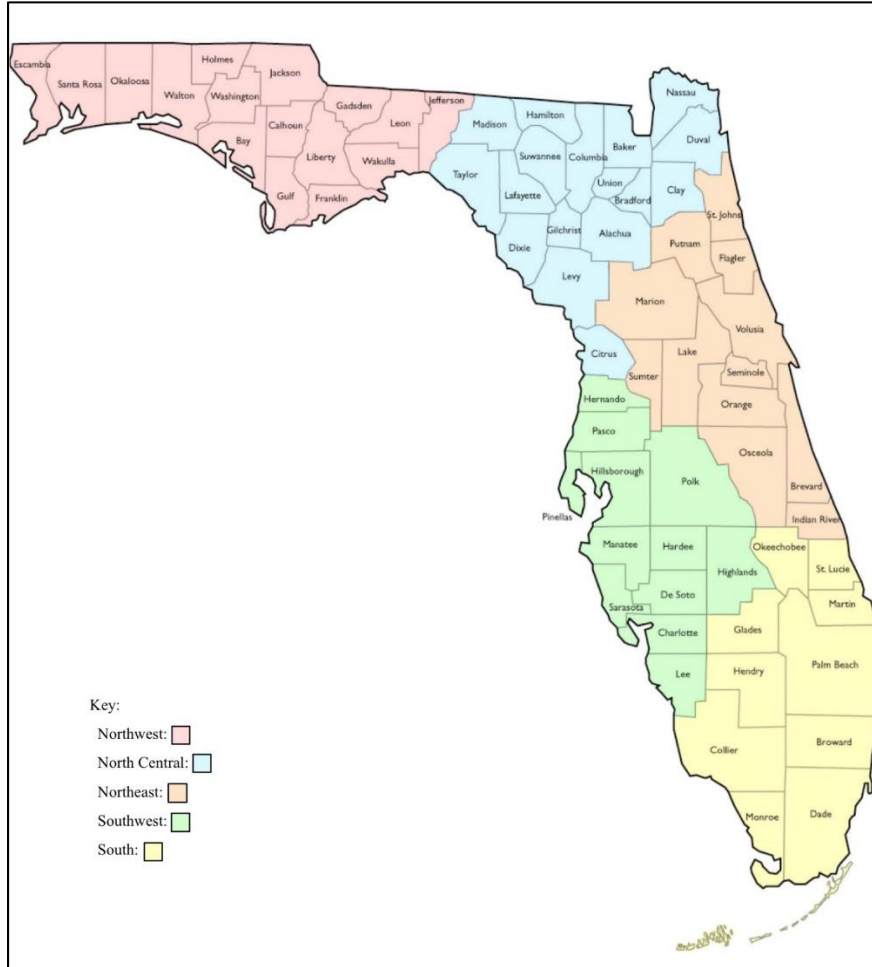 Escambia
Santa Rosa
Okaloosa
Walton
Holmes
Washington
Jackson
Bay
Calhoun
Gulf
Liberty
Gadsden
Franklin
Leon
Wakulla
Jefferson
Madison
Taylor
Hamilton
Suwannee
Lafayette
Dixie
Columbia
Gilchrist
Levy
Baker
Union
Bradford
Alachua
Nassau
Duval
Clay
Citrus
St. Johns
Putnam
Flagler
Marion
Volusia
Lake
Sumter
Seminole
Orange
Osceola
Brevard
Indian River
Hernando
Pasco
Hillsborough
Pinellas
Polk
Manatee
Hardee
Highlands
Sarasota
De Soto
Charlotte
Lee
Okeechobee
St. Lucie
Martin
Glades
Palm Beach
Hendry
Collier
Broward
Monroe
Dade
Key:
Northwest:
North Central:
Northeast:
Southwest:
South: